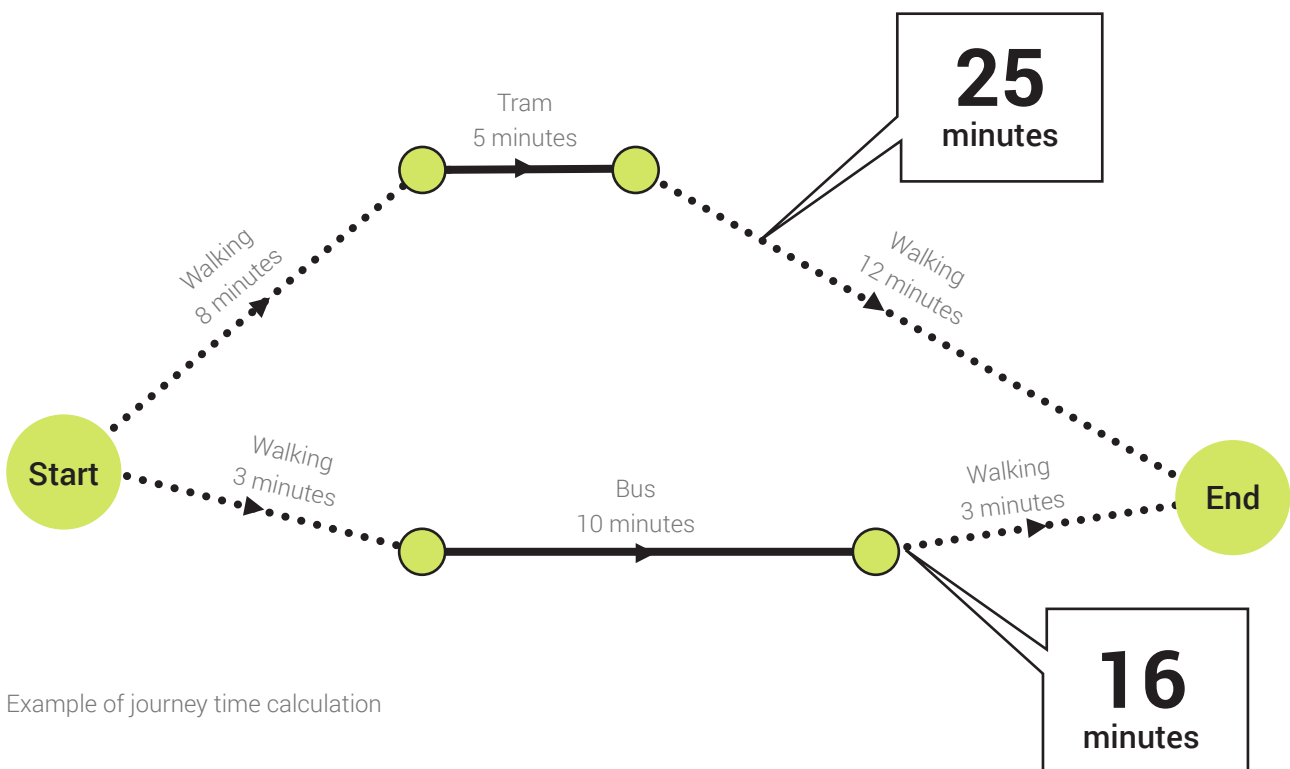 25
minutes
Tram
5 minutes
Walking
8 minutes
Walking
12 minutes
Start
Walking
3 minutes
Bus
10 minutes
Walking
3 minutes
End
16
minutes
Example of journey time calculation